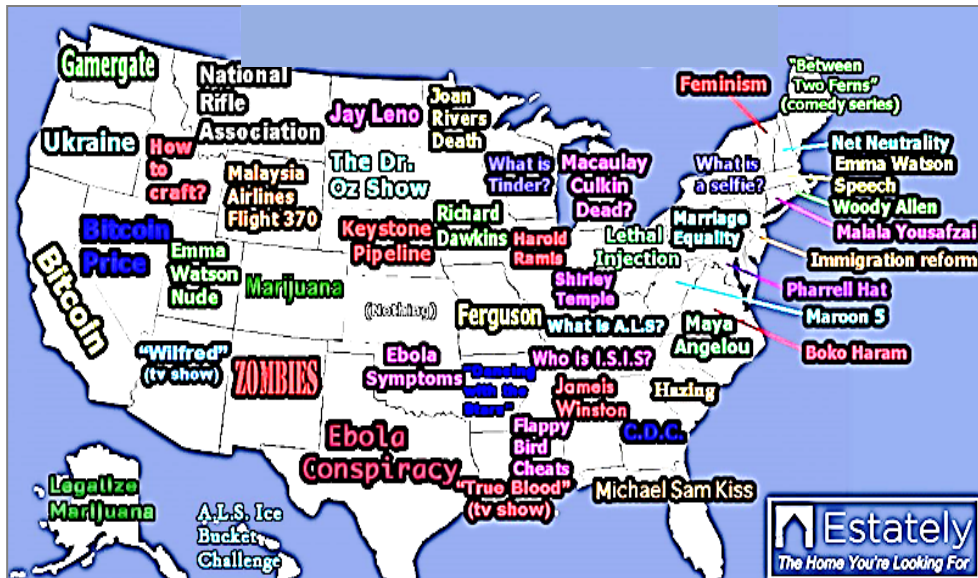 Gamergate
National
Rifle
Association
Jay Leno
Joan
Rivers
Death
Feminism
"Between
Two Ferns"
(comedy series)
Ukraine
How
to
craft?
Malaysia
Airlines
Flight 370
The Dr.
Oz Show
What is
Tinder?
Macaulay
Culkin
Dead?
What is
a selfie?
Net Neutrality
Emma Watson
Speech
Woody Allen
Malala Yousafzai
Bitcoin
Price
Emma
Watson
Nude
Keystone
Pipeline
Richard
Dawkins
Harold
Ramis
Lethal
Injection
Marriage
Equality
Immigration reform
Bitcoin
Marijuana
(Nothing)
Ferguson
Shirley
Temple
What is A.L.S?
Pharrell Hat
Maroon 5
Maya
Angelou
Boko Haram
"Wilfred"
(tv show)
ZOMBIES
Ebola
Symptoms
"Dancing
with the
Stars"
Who is I.S.I.S?
Jameis
Winston
Hazing
Ebola
Conspiracy
Flappy
Bird
Cheats
C.D.C.
"True Blood"
(tv show)
Michael Sam Kiss
Legalize
Marijuana
A.L.S. Ice
Bucket
Challenge
Estately
The Home You're Looking For